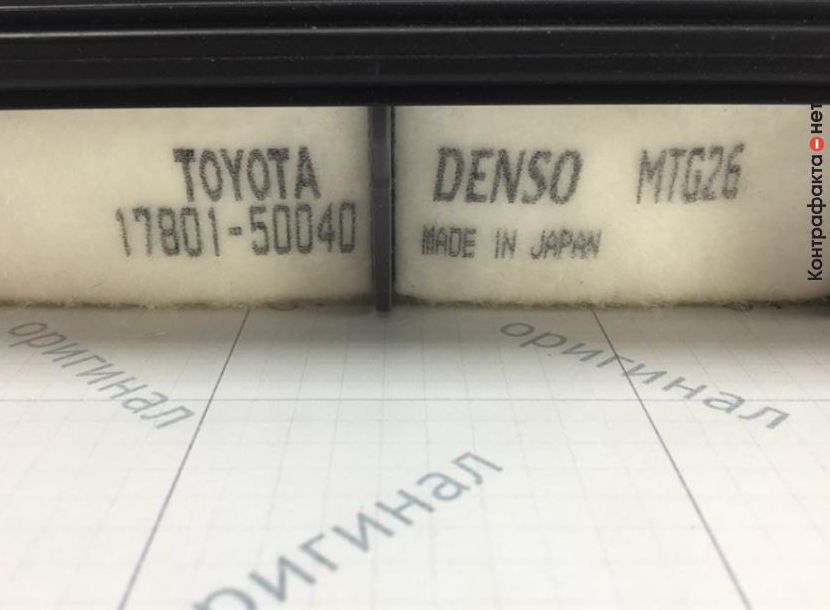 TOYOTA
17801-50040
DENSO MTG26
MADE IN JAPAN
Контрафакта нет
оригинал
оригинал
оригинал